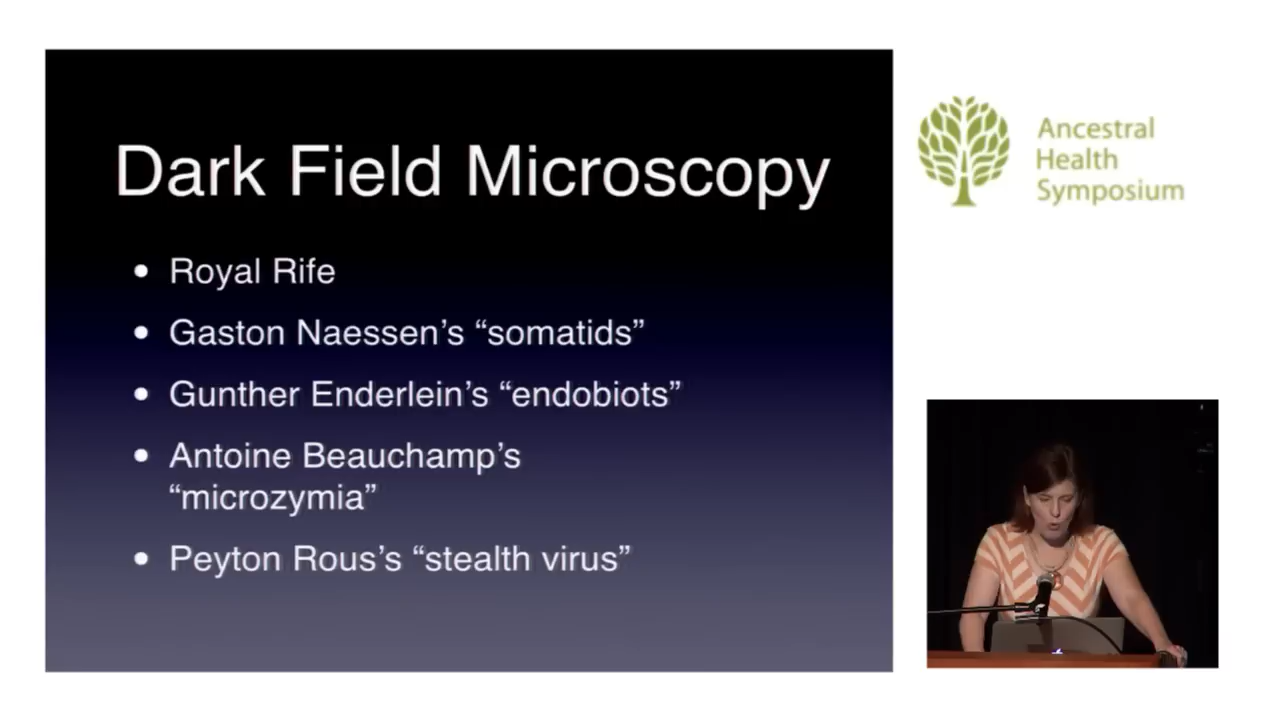 Dark Field Microscopy
• Royal Rife
• Gaston Naessen’s “somatids”
• Gunther Enderlein’s “endobiots”
• Antoine Beauchamp’s
“microzymia”
• Peyton Rous’s “stealth virus”
Ancestral
Health
Symposium